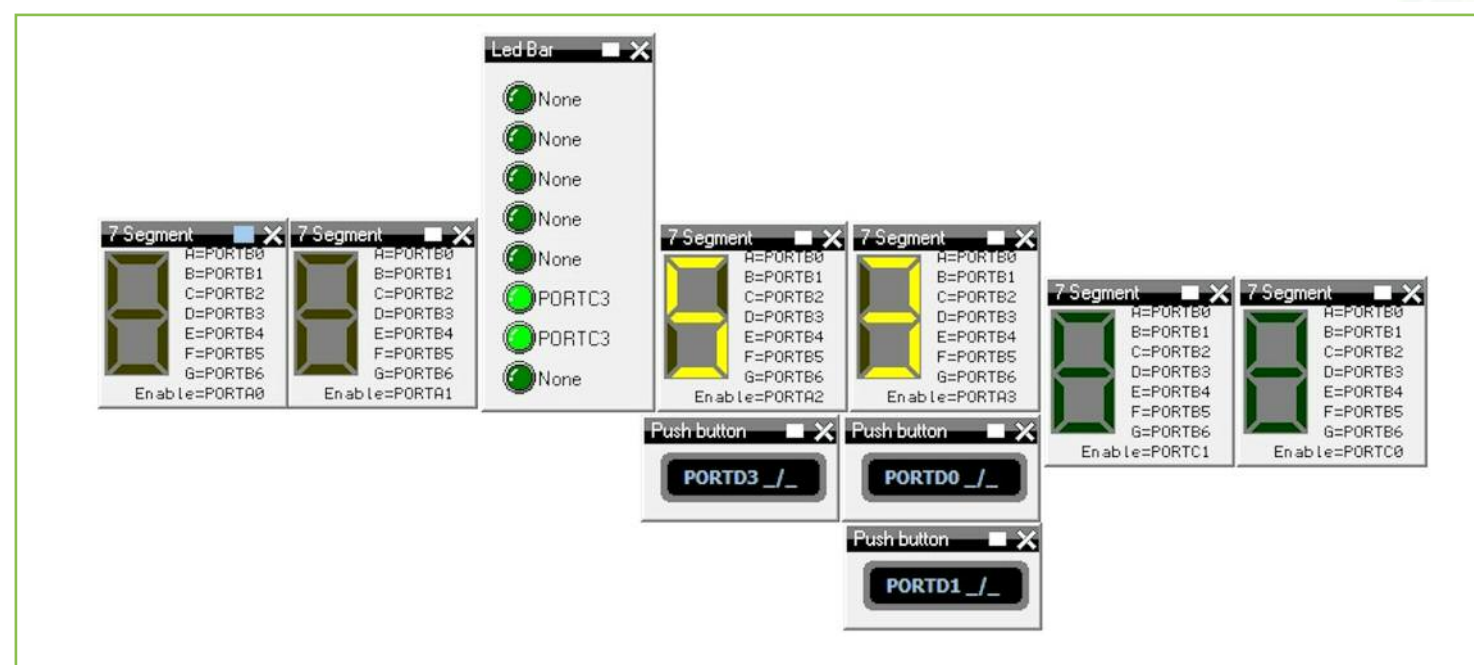 Led Bar
None
None
None
None
None
PORTC3
PORTC3
None
7 Segment
A=PORTB0
B=PORTB1
C=PORTB2
D=PORTB3
E=PORTB4
F=PORTB5
G=PORTB6
Enable=PORTA0
7 Segment
A=PORTB0
B=PORTB1
C=PORTB2
D=PORTB3
E=PORTB4
F=PORTB5
G=PORTB6
Enable=PORTA1
7 Segment
A=PORTB0
B=PORTB1
C=PORTB2
D=PORTB3
E=PORTB4
F=PORTB5
G=PORTB6
Enable=PORTA2
7 Segment
A=PORTB0
B=PORTB1
C=PORTB2
D=PORTB3
E=PORTB4
F=PORTB5
G=PORTB6
Enable=PORTA3
7 Segment
A=PORTB0
B=PORTB1
C=PORTB2
D=PORTB3
E=PORTB4
F=PORTB5
G=PORTB6
Enable=PORTC1
7 Segment
A=PORTB0
B=PORTB1
C=PORTB2
D=PORTB3
E=PORTB4
F=PORTB5
G=PORTB6
Enable=PORTC0
Push button
PORTD3 _/_
Push button
PORTD0 _/_
Push button
PORTD1 _/_